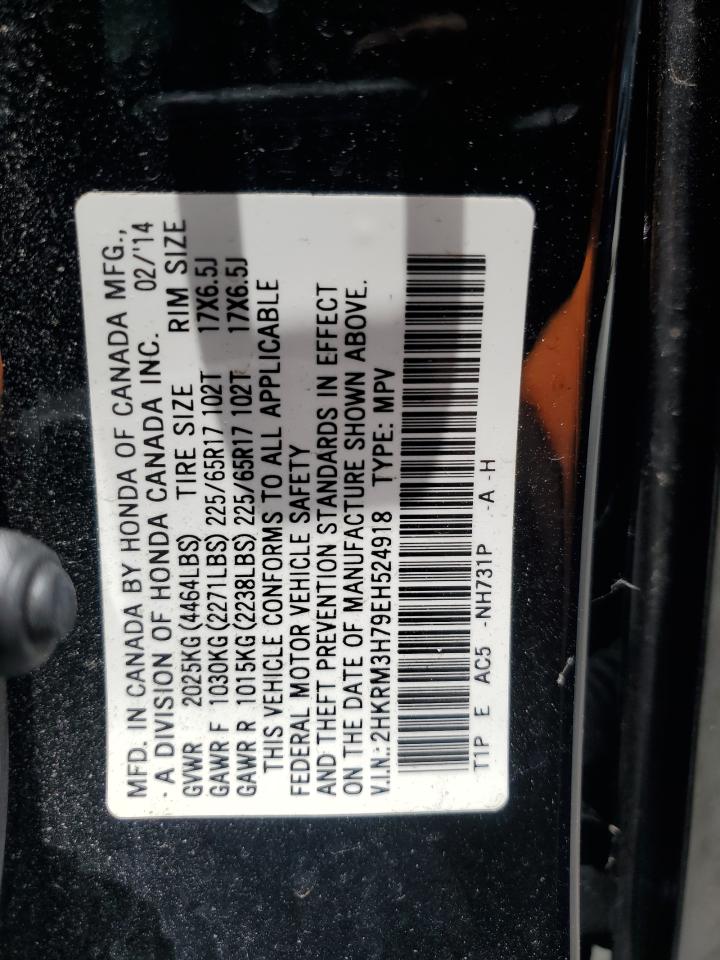 MFD. IN CANADA BY HONDA OF CANADA MFG.,
- A DIVISION OF HONDA CANADA INC. 02/'14
GVWR 2025KG(4464LBS) TIRE SIZE RIM SIZE
GAWR F 1030KG(2271LBS) 225/65R17 102T 17X6.5J
GAWR R 1015KG(2238LBS) 225/65R17 102T 17X6.5J
THIS VEHICLE CONFORMS TO ALL APPLICABLE
FEDERAL MOTOR VEHICLE SAFETY
AND THEFT PREVENTION STANDARDS IN EFFECT
ON THE DATE OF MANUFACTURE SHOWN ABOVE.
V.I.N.: 2HKRM3H79EH524918 TYPE: MPV
T1P E AC5 -NH731P -A -H